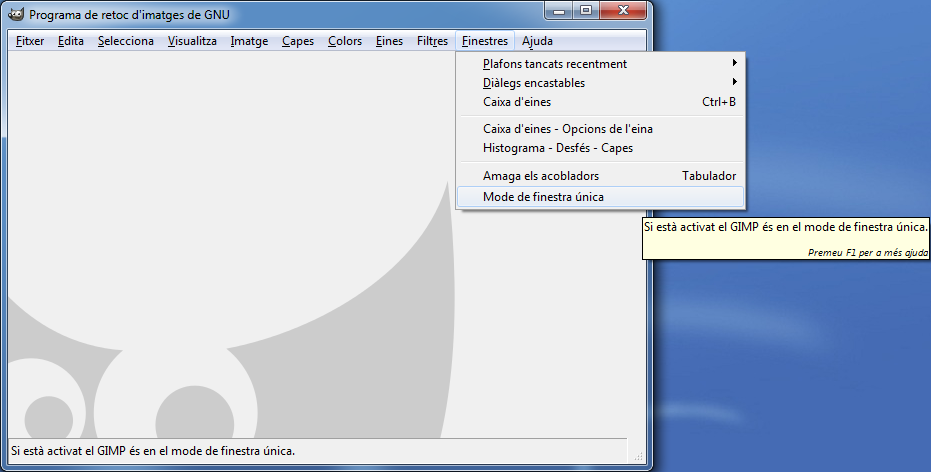 Programa de retoc d'imatges de GNU
Fitxer Edita Selecciona Visualitza Imatge Capes Colors Eines Filtres Finestres Ajuda
Plafons tancats recentment
Diàlegs encastables
Caixa d'eines Ctrl+B
Caixa d'eines - Opcions de l'eina
Histograma - Desfés - Capes
Amaga els acobladors Tabulador
Mode de finestra única
Si està activat el GIMP és en el mode de finestra única.
Premeu F1 per a més ajuda
Si està activat el GIMP és en el mode de finestra única.